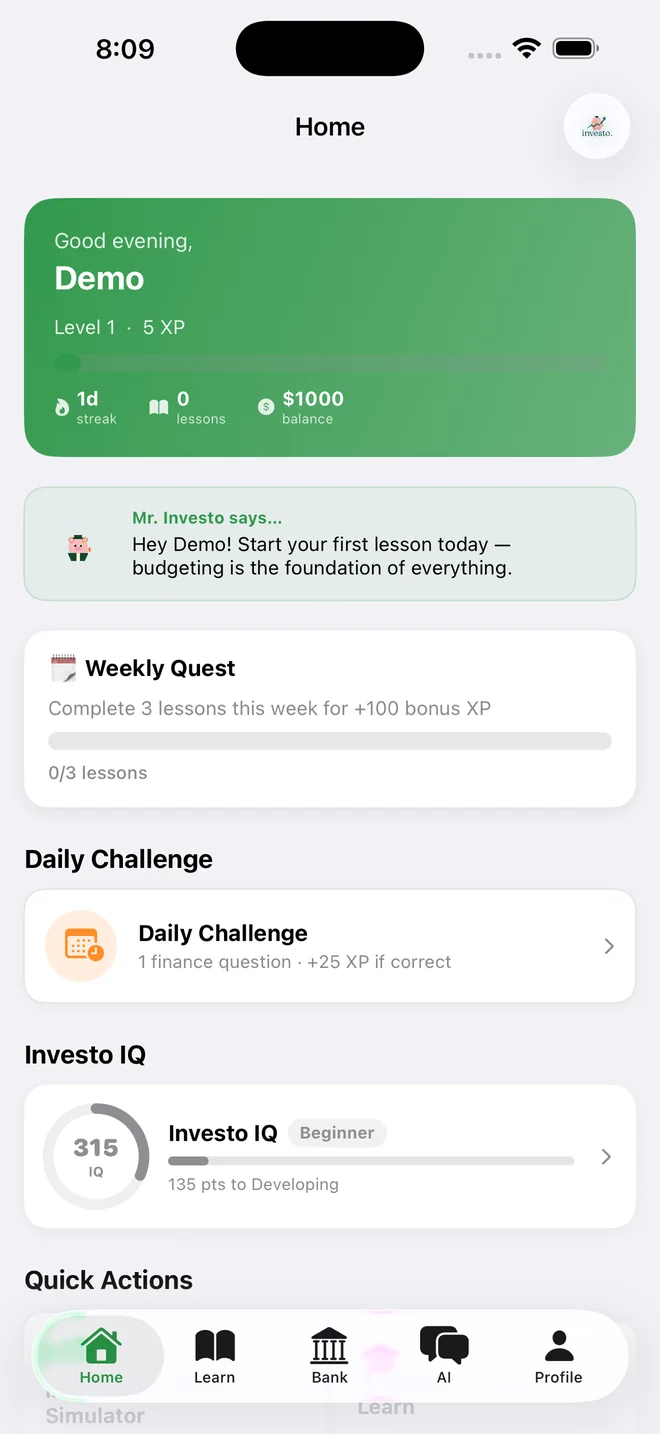 8:09
Home
investo.
Good evening,
Demo
Level 1 · 5 XP
1d
streak
0
lessons
$1000
balance
Mr. Investo says...
Hey Demo! Start your first lesson today —
budgeting is the foundation of everything.
Weekly Quest
Complete 3 lessons this week for +100 bonus XP
0/3 lessons
Daily Challenge
Daily Challenge
1 finance question · +25 XP if correct
Investo IQ
315
IQ
Investo IQ
Beginner
135 pts to Developing
Quick Actions
Home
Learn
Bank
AI
Profile
Simulator
Learn